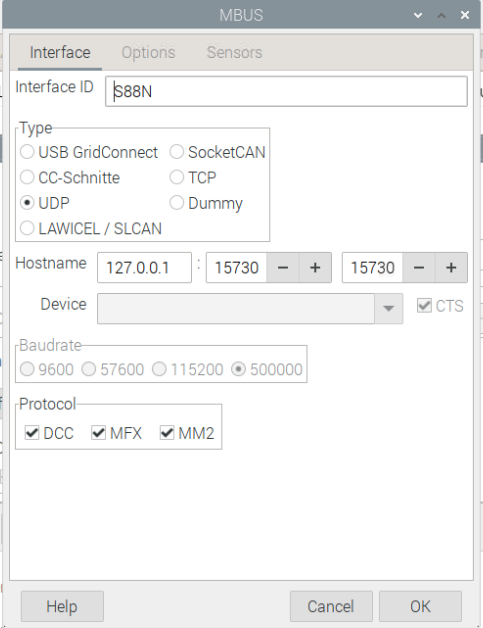 MBUS
Interface Options Sensors
Interface ID S88N
Type
USB GridConnect SocketCAN
CC-Schnitte TCP
UDP Dummy
LAWICEL / SLCAN
Hostname 127.0.0.1 : 15730 − + 15730 − +
Device CTS
Baudrate
9600 57600 115200 500000
Protocol
DCC MFX MM2
Help Cancel OK